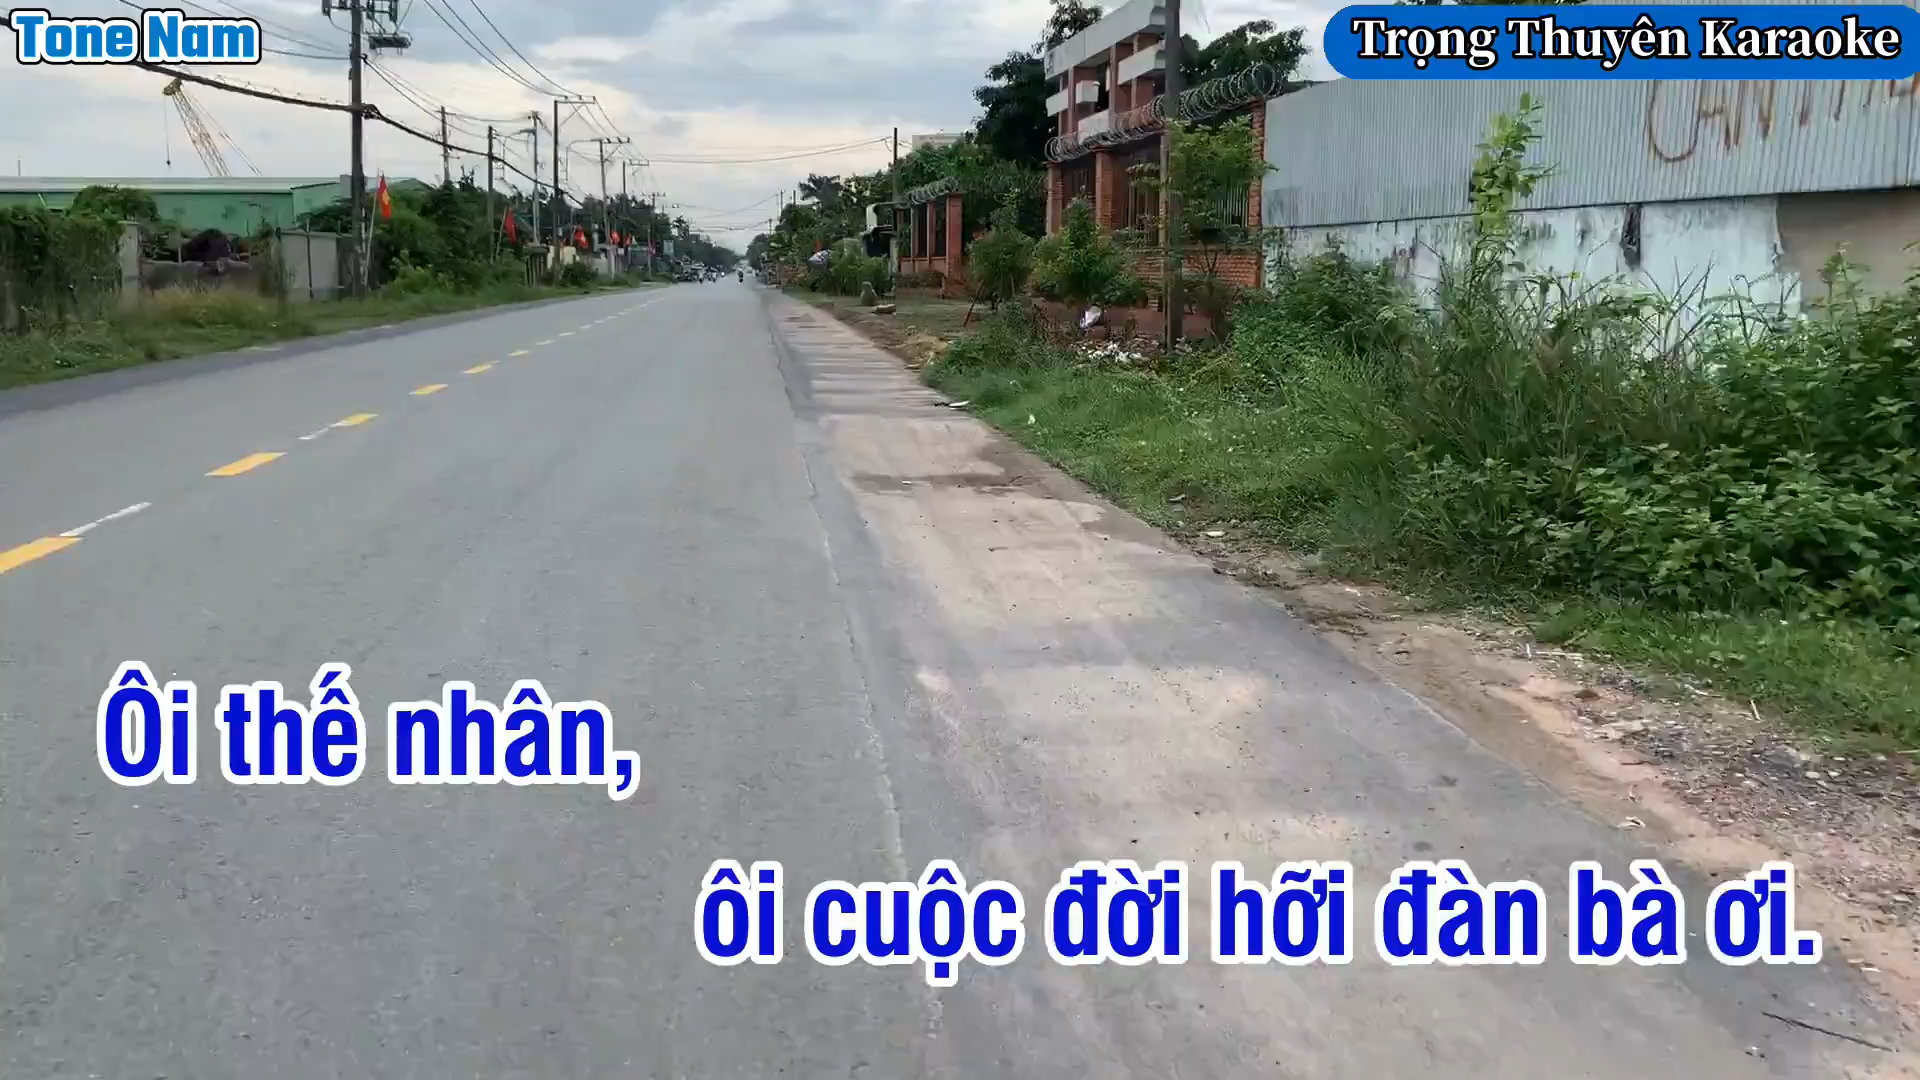 Tone Nam
Trọng Thuyên Karaoke
Ôi thế nhân,
ôi cuộc đời hỡi đàn bà ơi.